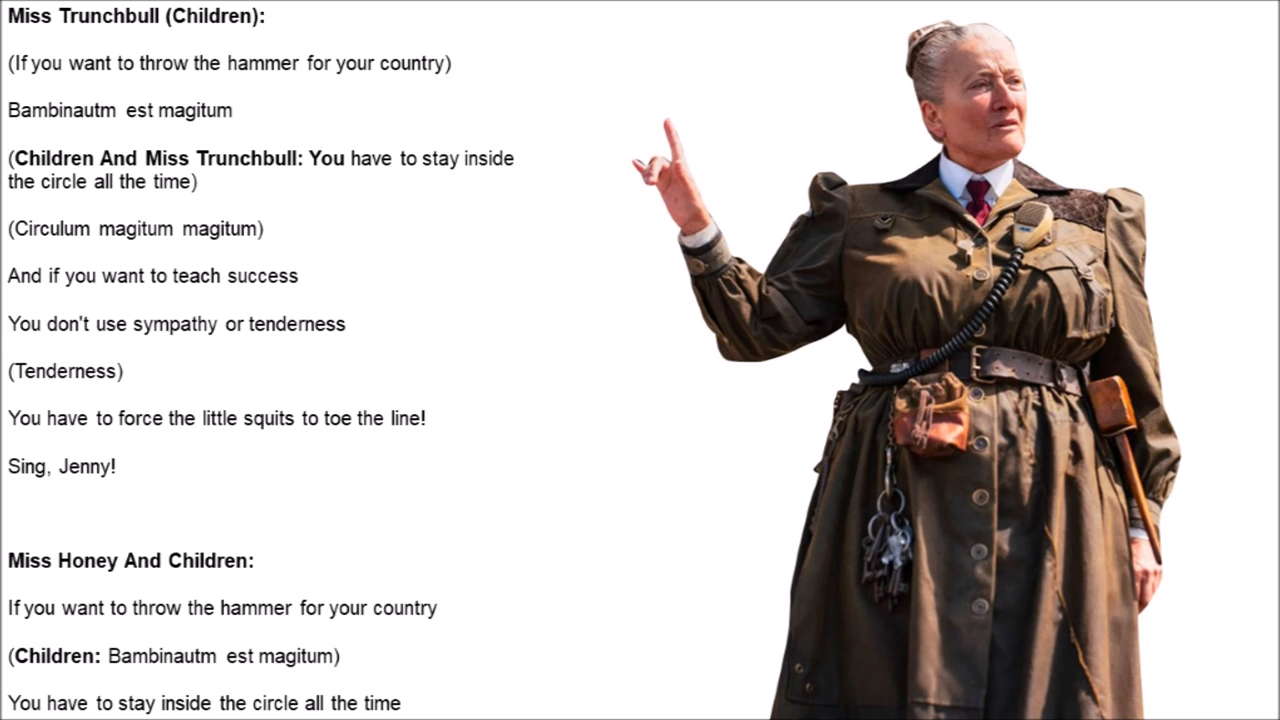 Miss Trunchbull (Children):
(If you want to throw the hammer for your country)
Bambinautm est magitum
(Children And Miss Trunchbull: You have to stay inside
the circle all the time)
(Circulum magitum magitum)
And if you want to teach success
You don't use sympathy or tenderness
(Tenderness)
You have to force the little squits to toe the line!
Sing, Jenny!
Miss Honey And Children:
If you want to throw the hammer for your country
(Children: Bambinautm est magitum)
You have to stay inside the circle all the time